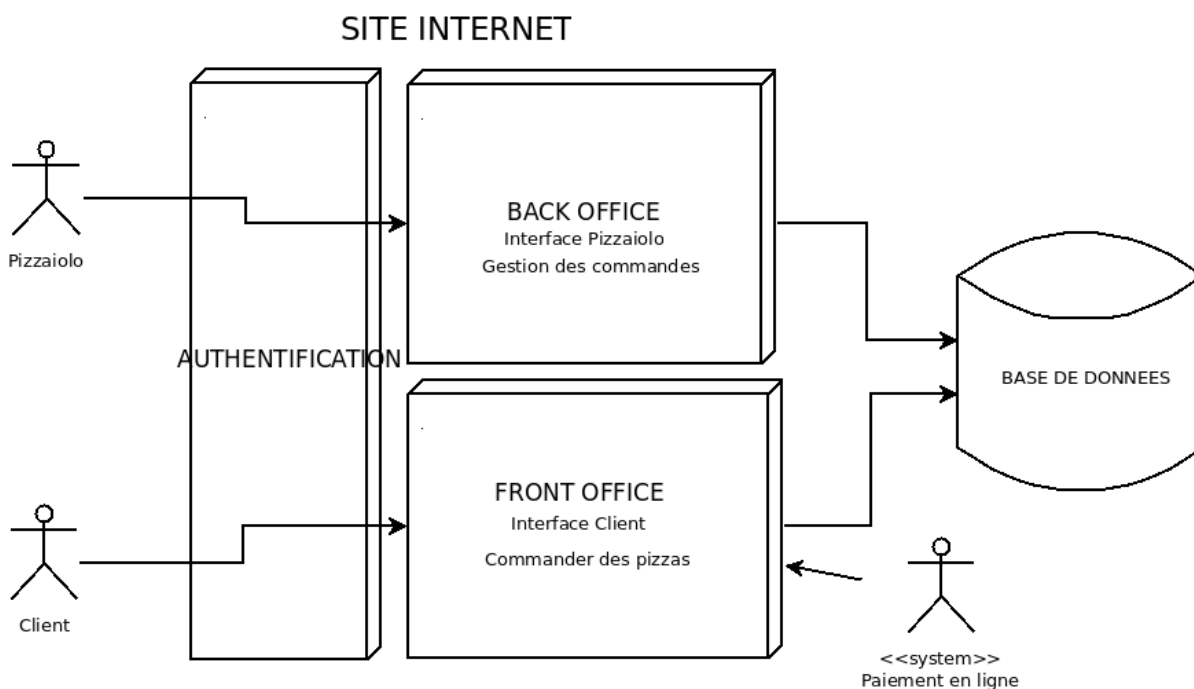 SITE INTERNET
Pizzaiolo
BACK OFFICE
Interface Pizzaiolo
Gestion des commandes
AUTHENTIFICATION
BASE DE DONNEES
FRONT OFFICE
Interface Client
Commander des pizzas
Client
<<system>>
Paiement en ligne